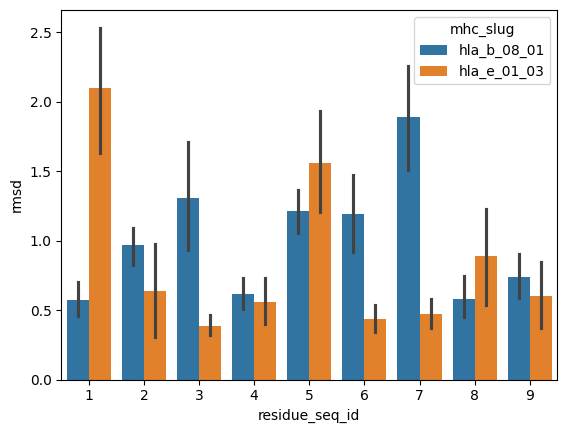 mhc_slug
hla_b_08_01
hla_e_01_03
2.5
2.0
1.5
1.0
0.5
0.0
rmsd
1 2 3 4 5 6 7 8 9
residue_seq_id